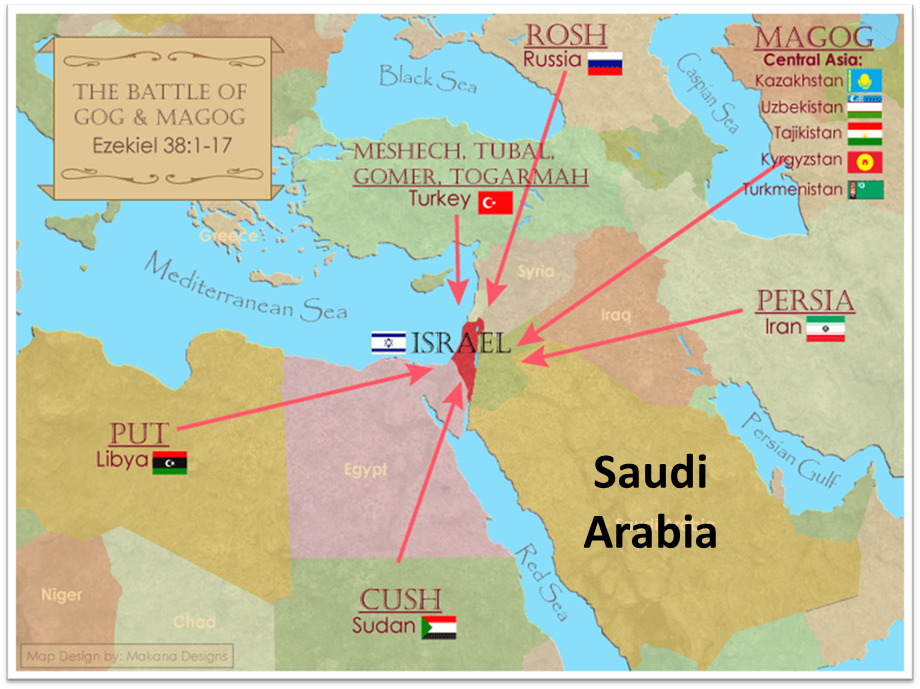 THE BATTLE OF
GOG & MAGOG
Ezekiel 38:1-17
Black Sea
ROSH
Russia
Caspian Sea
MAGOG
Central Asia:
Kazakhstan
Uzbekistan
Tajikistan
Kyrgyzstan
Turkmenistan
MESHECH, TUBAL,
GOMER, TOGARMAH
Turkey
Greece
Mediterranean Sea
Syria
Iraq
PERSIA
Iran
ISRAEL
PUT
Libya
Egypt
Persian Gulf
Saudi
Arabia
Red Sea
CUSH
Sudan
Niger
Chad
Map Design by: Makana Designs